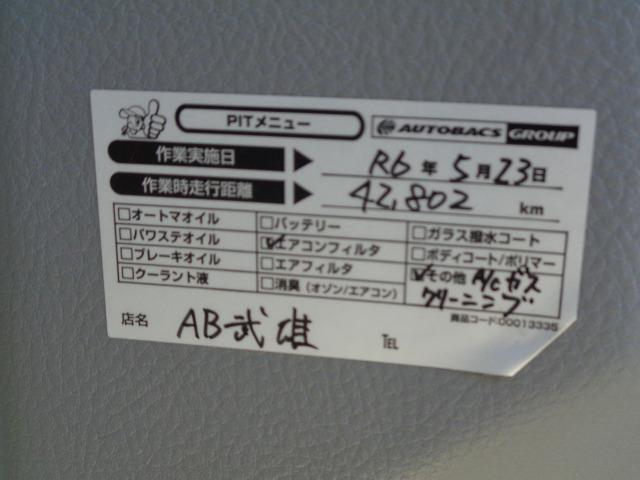 PITメニュー
AUTOBACS GROUP
作業実施日 R6年5月23日
作業時走行距離 42,802 km
□オートマオイル □バッテリー □ガラス撥水コート
□パワステオイル ☑エアコンフィルタ □ボディコート/ポリマー
□ブレーキオイル □エアフィルタ ☑その他 A/Cガス
□クーラント液 □消臭(オゾン/エアコン) クリーニング
商品コード:00013335
店名 AB武雄 TEL